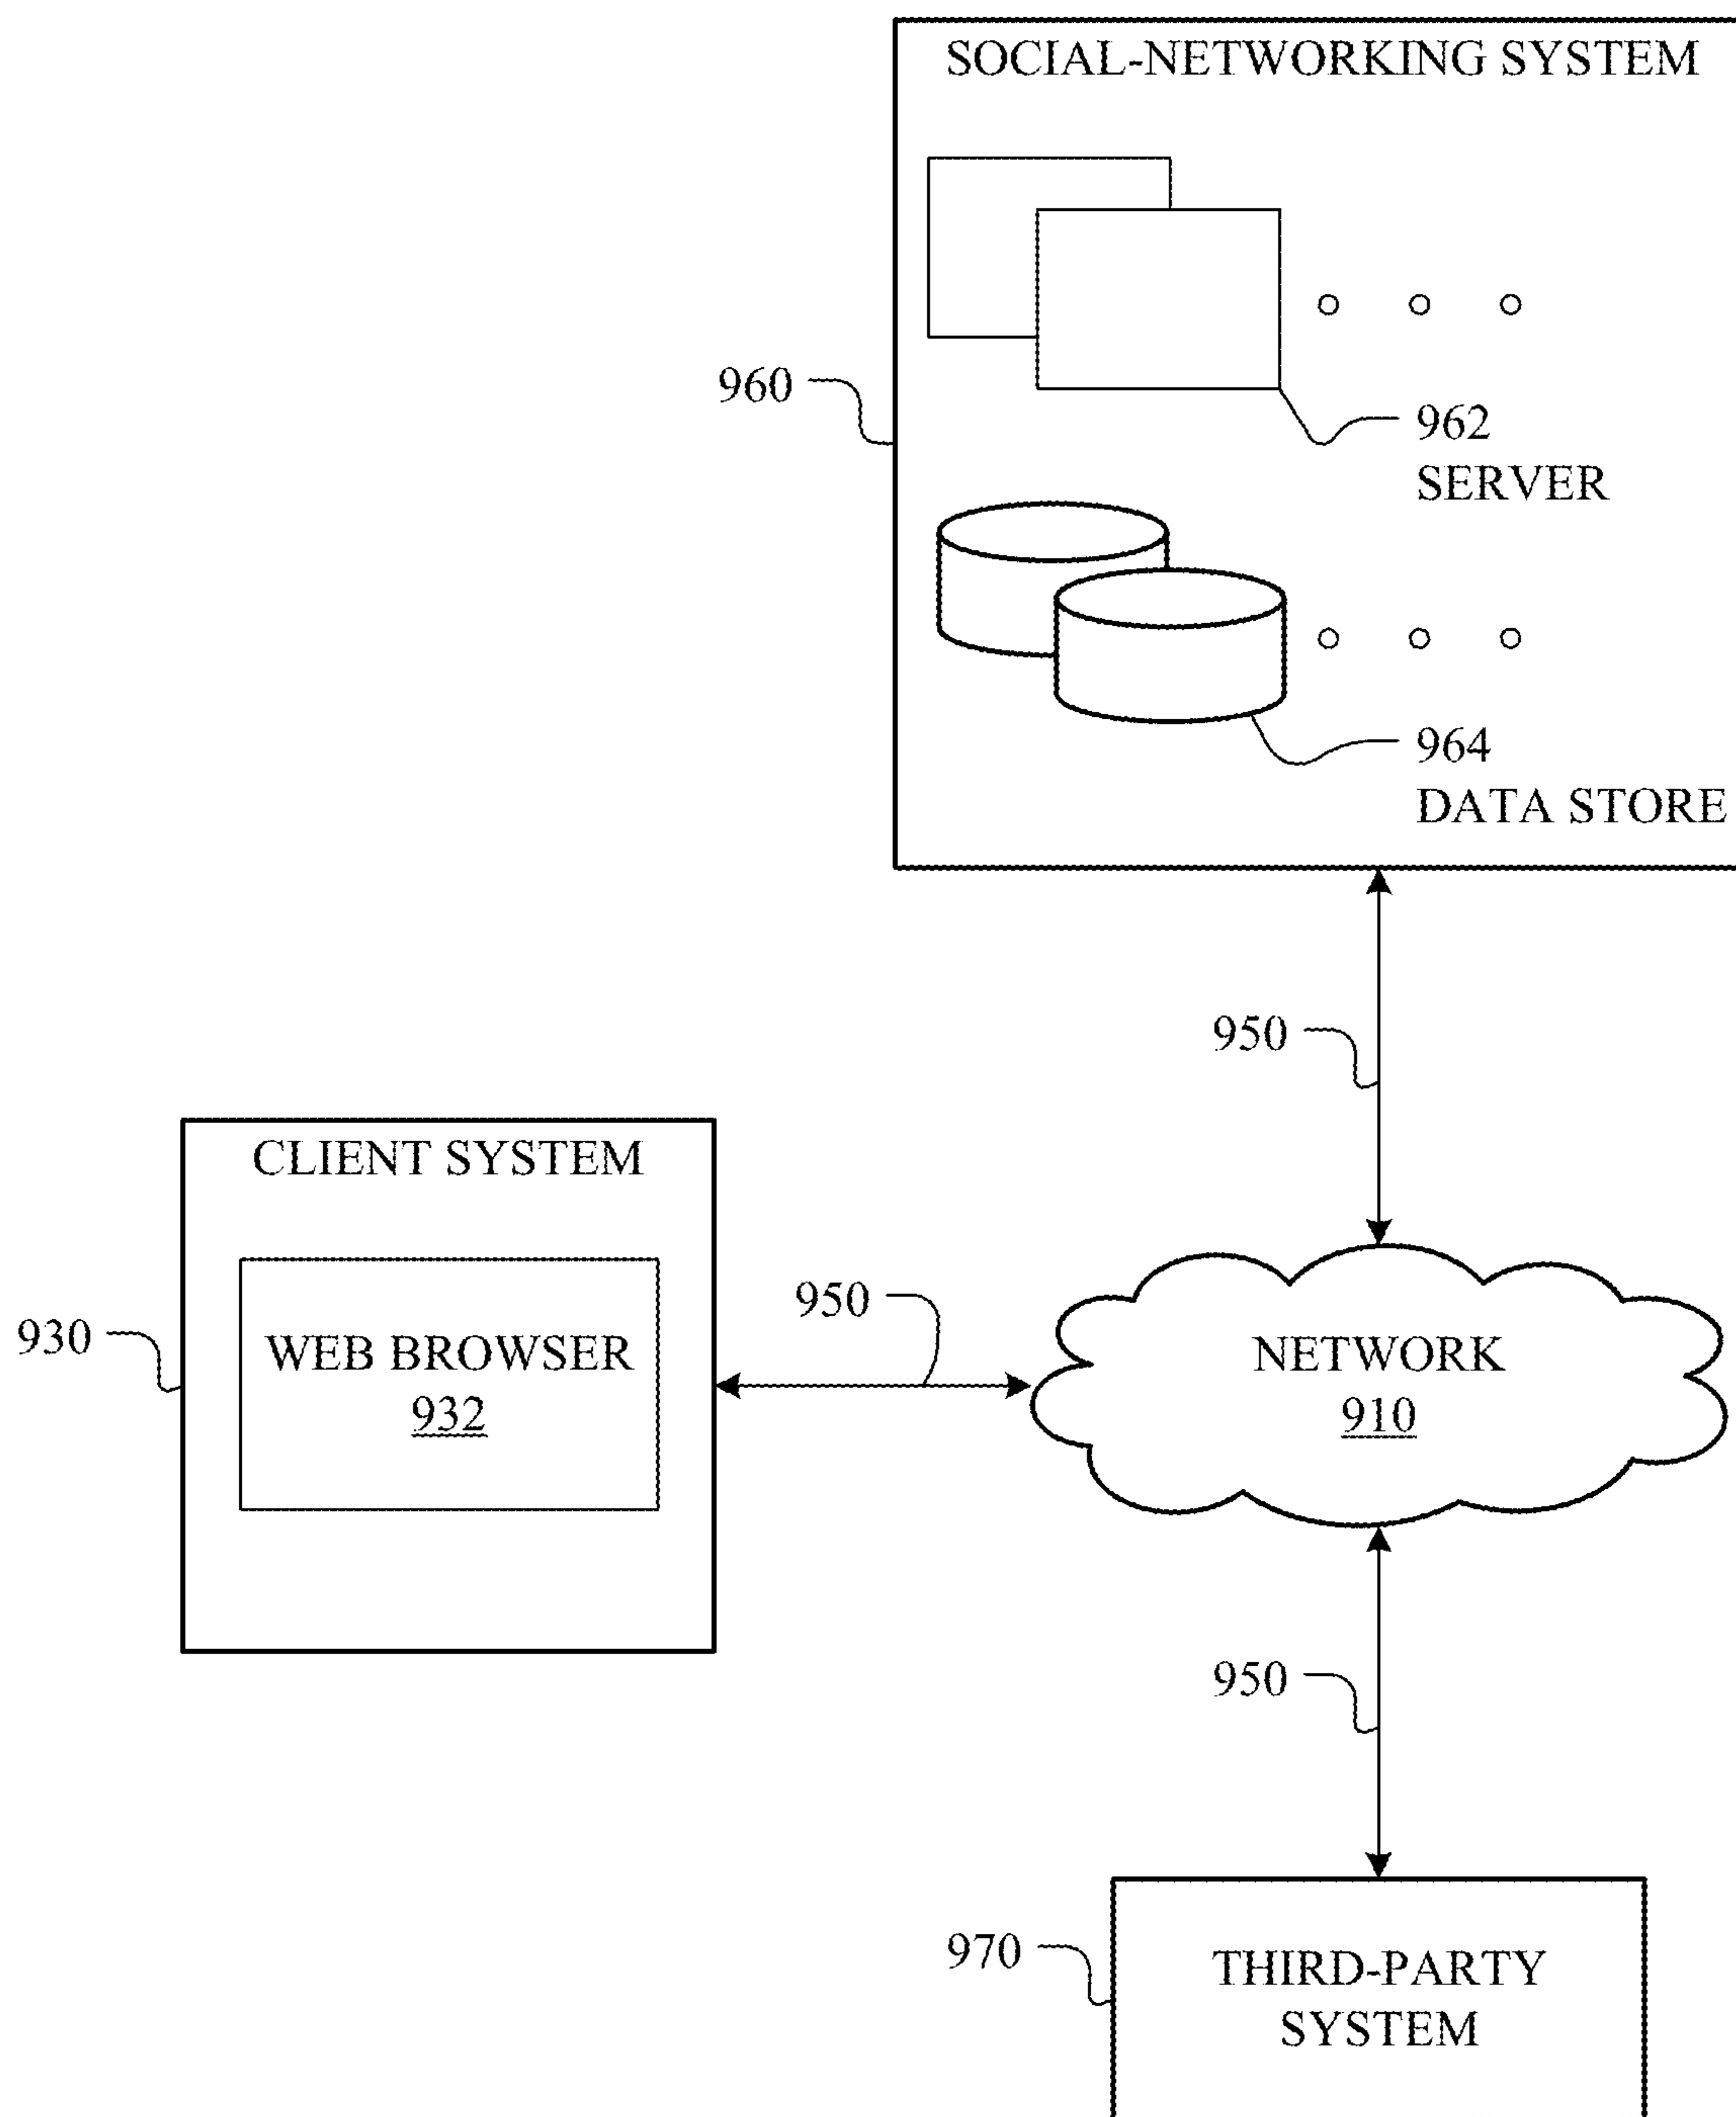 SOCIAL-NETWORKING SYSTEM
960
962
SERVER
964
DATA STORE
950
CLIENT SYSTEM
930
WEB BROWSER
932
950
NETWORK
910
950
970
THIRD-PARTY
SYSTEM